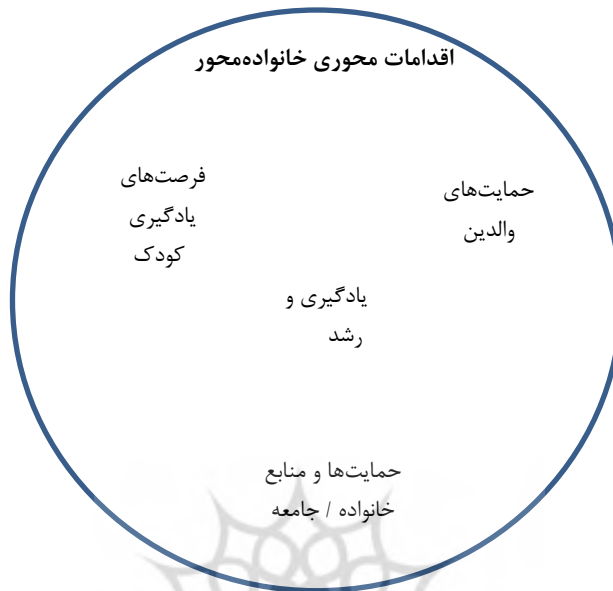 اقدامات محوری خانواده‌محور
فرصت‌های
یادگیری
کودک
حمایت‌های
والدین
یادگیری و
رشد
حمایت‌ها و منابع
خانواده / جامعه